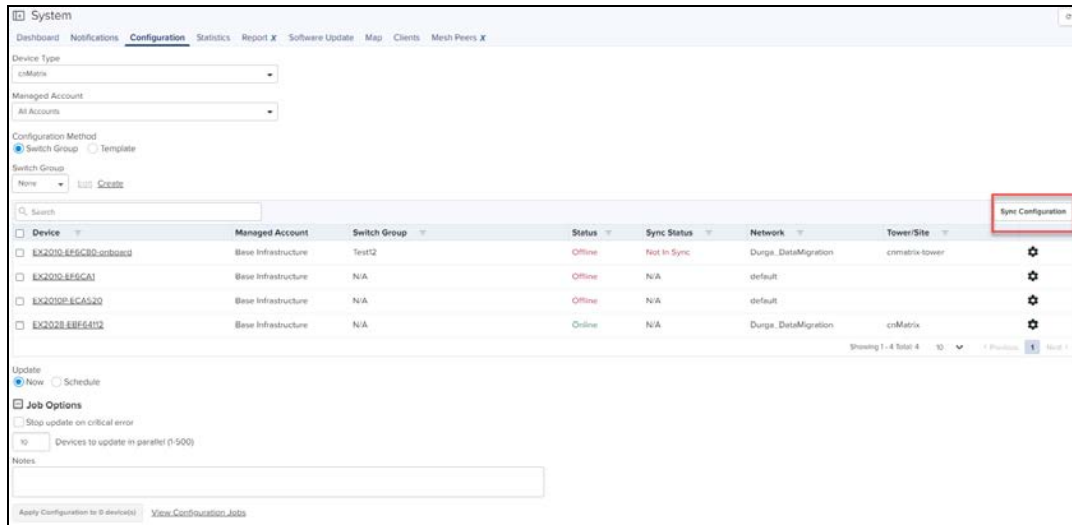 System
Dashboard Notifications Configuration Statistics Report X Software Update Map Clients Mesh Peers X
Device Type
cnMatrix
Managed Account
All Accounts
Configuration Method
Switch Group Template
Switch Group
None Create
Search
Sync Configuration
Device Managed Account Switch Group Status Sync Status Network Tower/Site
EX2010-EF6CB0-onboard Base Infrastructure Test12 Offline Not In Sync Durga_DataMigration cnmatrix-tower
EX2010-EF6CA1 Base Infrastructure N/A Offline N/A default
EX2010P-ECA520 Base Infrastructure N/A Offline N/A default
EX2028-EBF64112 Base Infrastructure N/A Online N/A Durga_DataMigration cnMatrix
Showing 1 - 4 Total: 4 10 < Previous 1 Next >
Update
Now Schedule
Job Options
Stop update on critical error
10 Devices to update in parallel (1-500)
Notes
Apply Configuration to 0 device(s) View Configuration Jobs